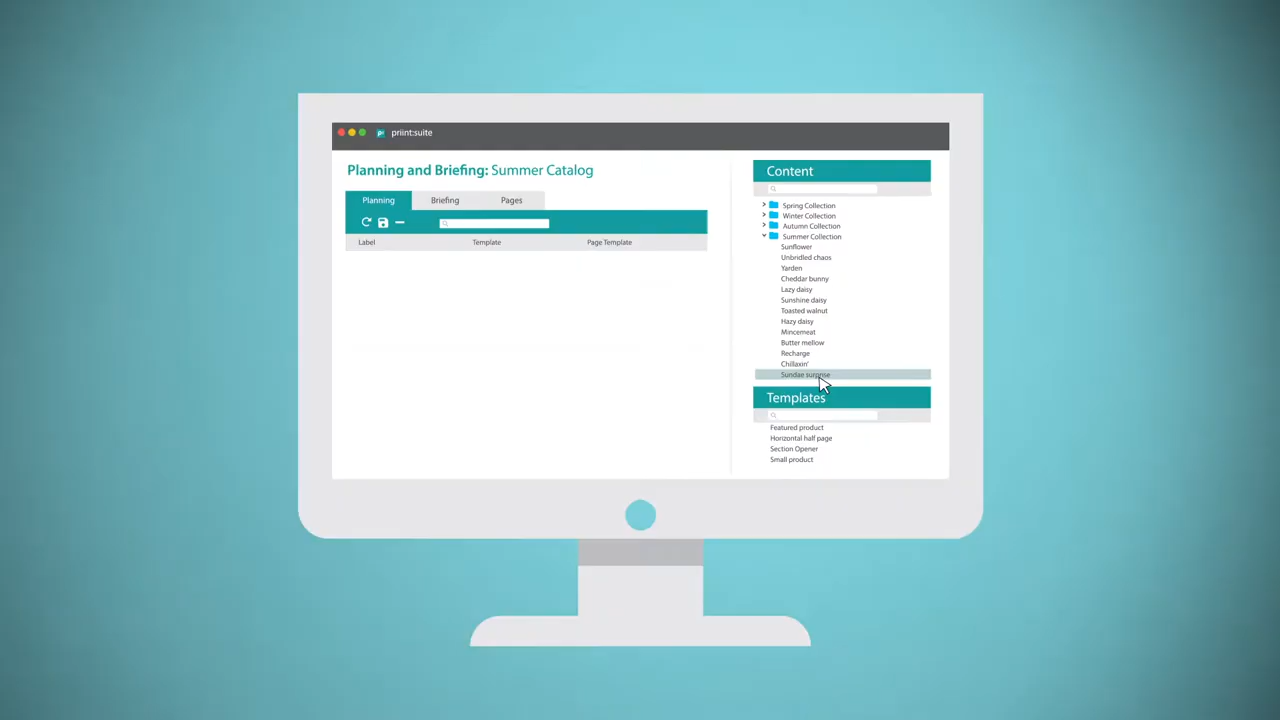 priint:suite
Planning and Briefing: Summer Catalog
Planning Briefing Pages
Label Template Page Template
Content
Spring Collection
Winter Collection
Autumn Collection
Summer Collection
Sunflower
Unbridled chaos
Yarden
Cheddar bunny
Lazy daisy
Sunshine daisy
Toasted walnut
Hazy daisy
Mincemeat
Butter mellow
Recharge
Chillaxin'
Sundae surprise
Templates
Featured product
Horizontal half page
Section Opener
Small product